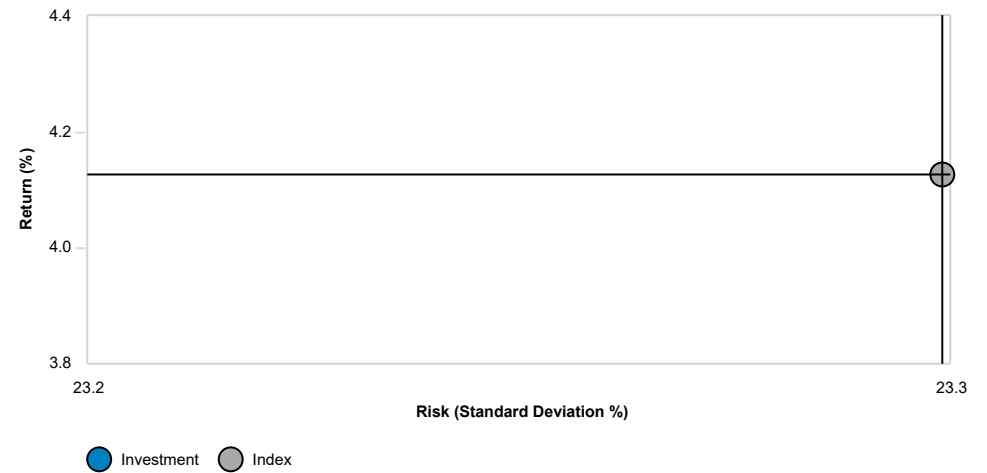 4.4
4.2
4.0
3.8
Return (%)
23.2
23.3
Risk (Standard Deviation %)
Investment Index